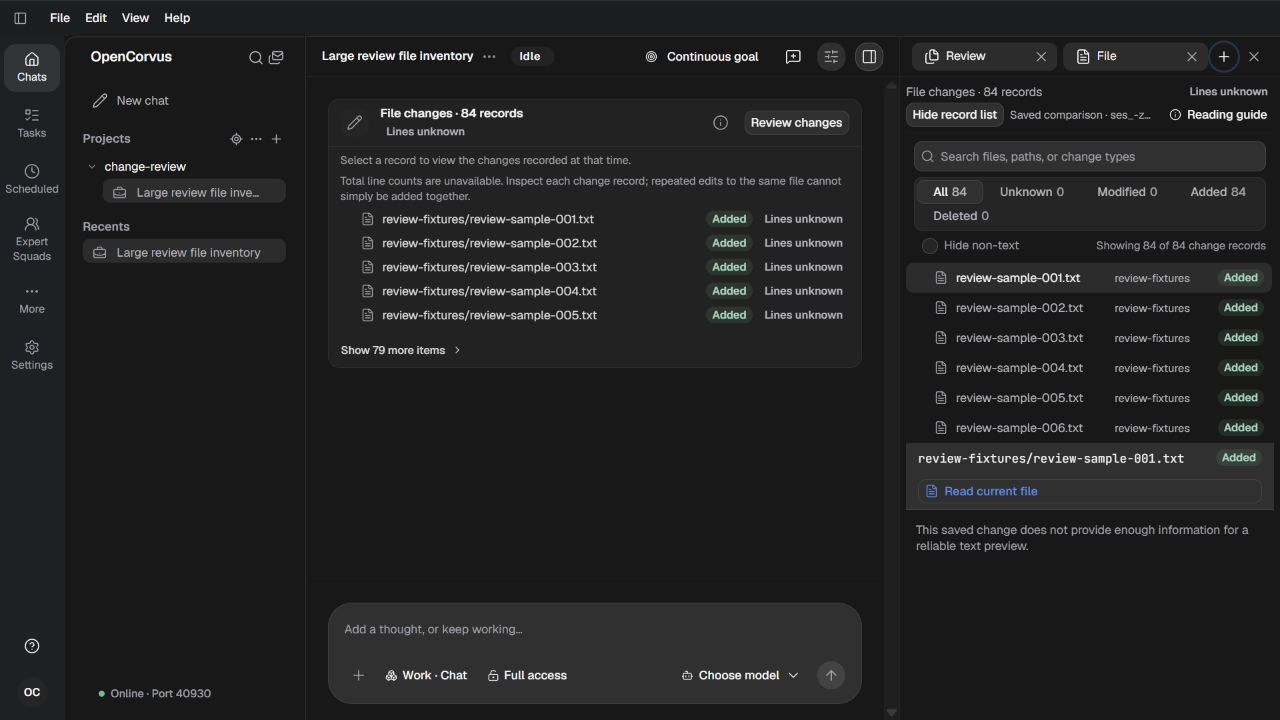 File Edit View Help
Chats
Tasks
Scheduled
Expert
Squads
More
Settings
OC
OpenCorvus
New chat
Projects
change-review
Large review file inve...
Recents
Large review file inventory
Online · Port 40930
Large review file inventory ··· Idle Continuous goal
File changes · 84 records
Lines unknown
Review changes
Select a record to view the changes recorded at that time.
Total line counts are unavailable. Inspect each change record; repeated edits to the same file cannot
simply be added together.
review-fixtures/review-sample-001.txt Added Lines unknown
review-fixtures/review-sample-002.txt Added Lines unknown
review-fixtures/review-sample-003.txt Added Lines unknown
review-fixtures/review-sample-004.txt Added Lines unknown
review-fixtures/review-sample-005.txt Added Lines unknown
Show 79 more items
Add a thought, or keep working...
Work · Chat Full access Choose model
Review File
File changes · 84 records Lines unknown
Hide record list Saved comparison · ses_-z... Reading guide
Search files, paths, or change types
All 84 Unknown 0 Modified 0 Added 84
Deleted 0
Hide non-text Showing 84 of 84 change records
review-sample-001.txt review-fixtures Added
review-sample-002.txt review-fixtures Added
review-sample-003.txt review-fixtures Added
review-sample-004.txt review-fixtures Added
review-sample-005.txt review-fixtures Added
review-sample-006.txt review-fixtures Added
review-fixtures/review-sample-001.txt Added
Read current file
This saved change does not provide enough information for a
reliable text preview.